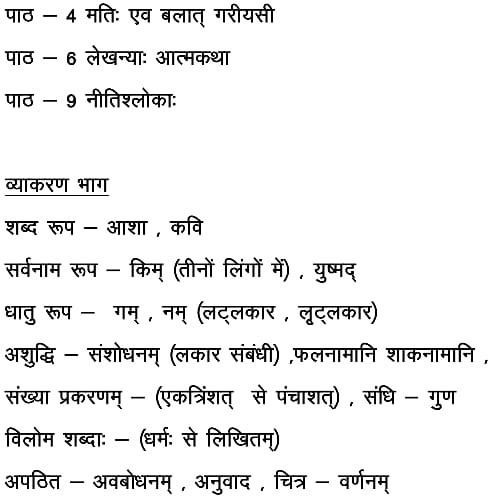 पाठ – 4 मतिः एव बलात् गरीयसी
पाठ – 6 लेखन्याः आत्मकथा
पाठ – 9 नीतिश्लोकाः
व्याकरण भाग
शब्द रूप – आशा , कवि
सर्वनाम रूप – किम् (तीनों लिंगों में) , युष्मद्
धातु रूप – गम् , नम् (लट्लकार , लृट्लकार)
अशुद्धि – संशोधनम् (लकार संबंधी) ,फलनामानि शाकनामानि ,
संख्या प्रकरणम् – (एकत्रिंशत् से पंचाशत्) , संधि – गुण
विलोम शब्दाः – (धर्मः से लिखितम्)
अपठित – अवबोधनम् , अनुवाद , चित्र – वर्णनम्